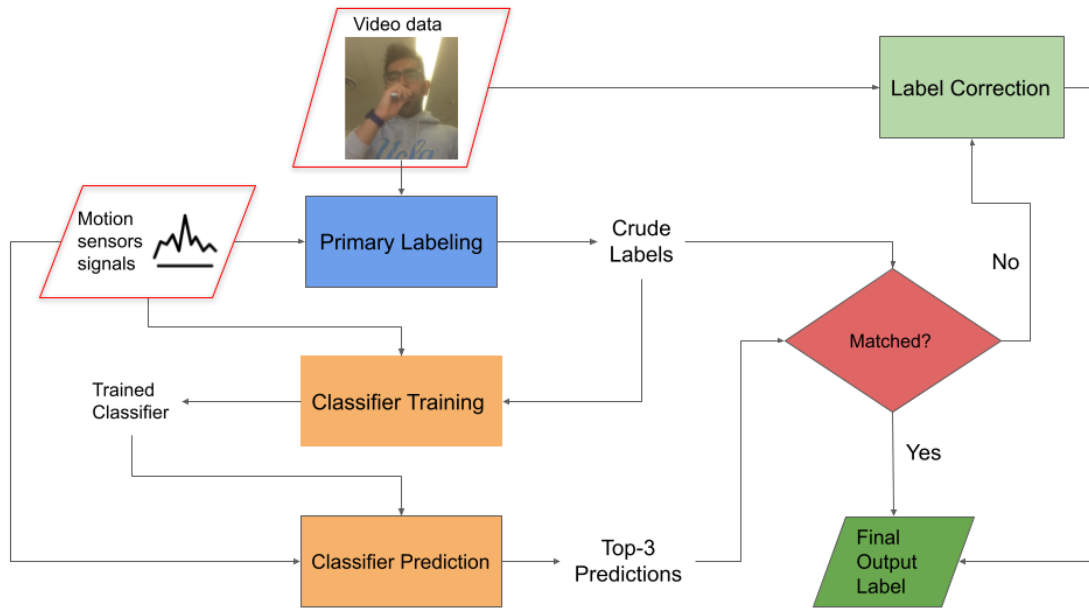 Video data
Label Correction
Motion
sensors
signals
Primary Labeling
Crude
Labels
No
Matched?
Trained
Classifier
Classifier Training
Yes
Classifier Prediction
Top-3
Predictions
Final
Output
Label